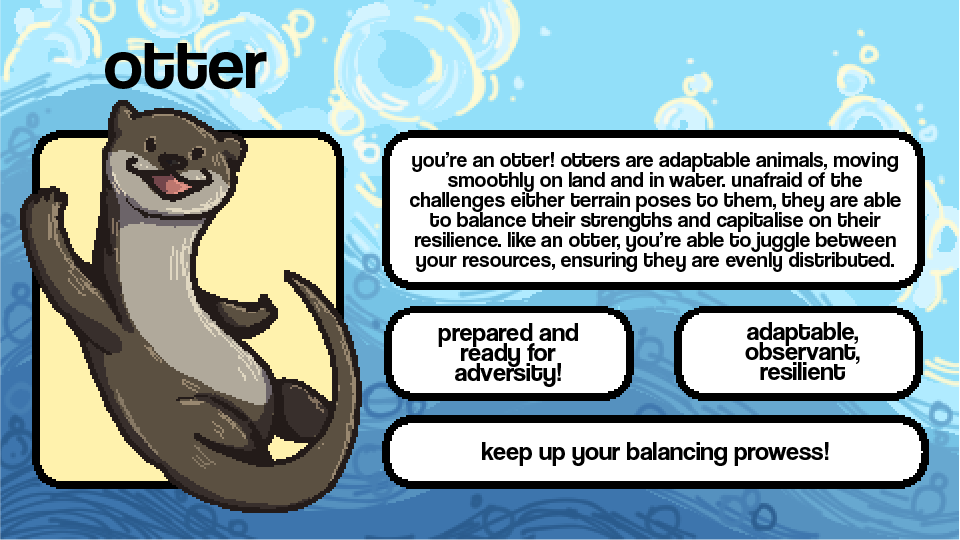 otter
you're an otter! otters are adaptable animals, moving
smoothly on land and in water. unafraid of the
challenges either terrain poses to them, they are able
to balance their strengths and capitalise on their
resilience. like an otter, you're able to juggle between
your resources, ensuring they are evenly distributed.
prepared and
ready for
adversity!
adaptable,
observant,
resilient
keep up your balancing prowess!